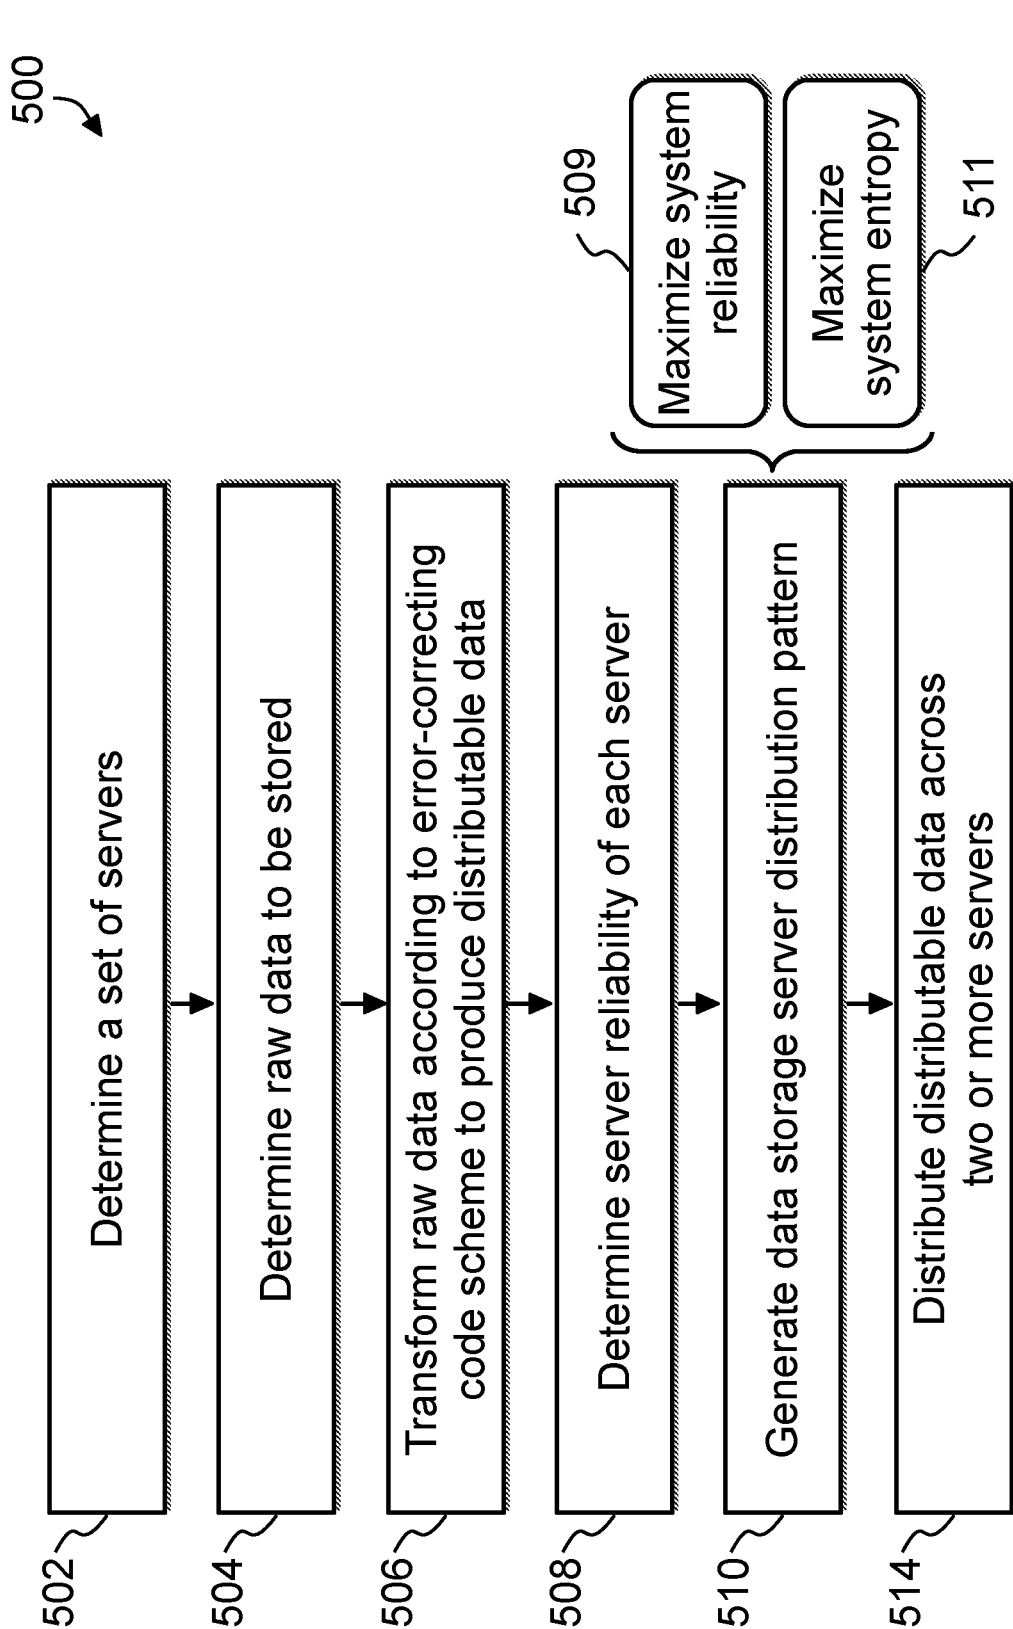 500
502
Determine a set of servers
504
Determine raw data to be stored
506
Transform raw data according to error-correcting
code scheme to produce distributable data
508
Determine server reliability of each server
509
Maximize system
reliability
510
Generate data storage server distribution pattern
Maximize
system entropy
511
514
Distribute distributable data across
two or more servers